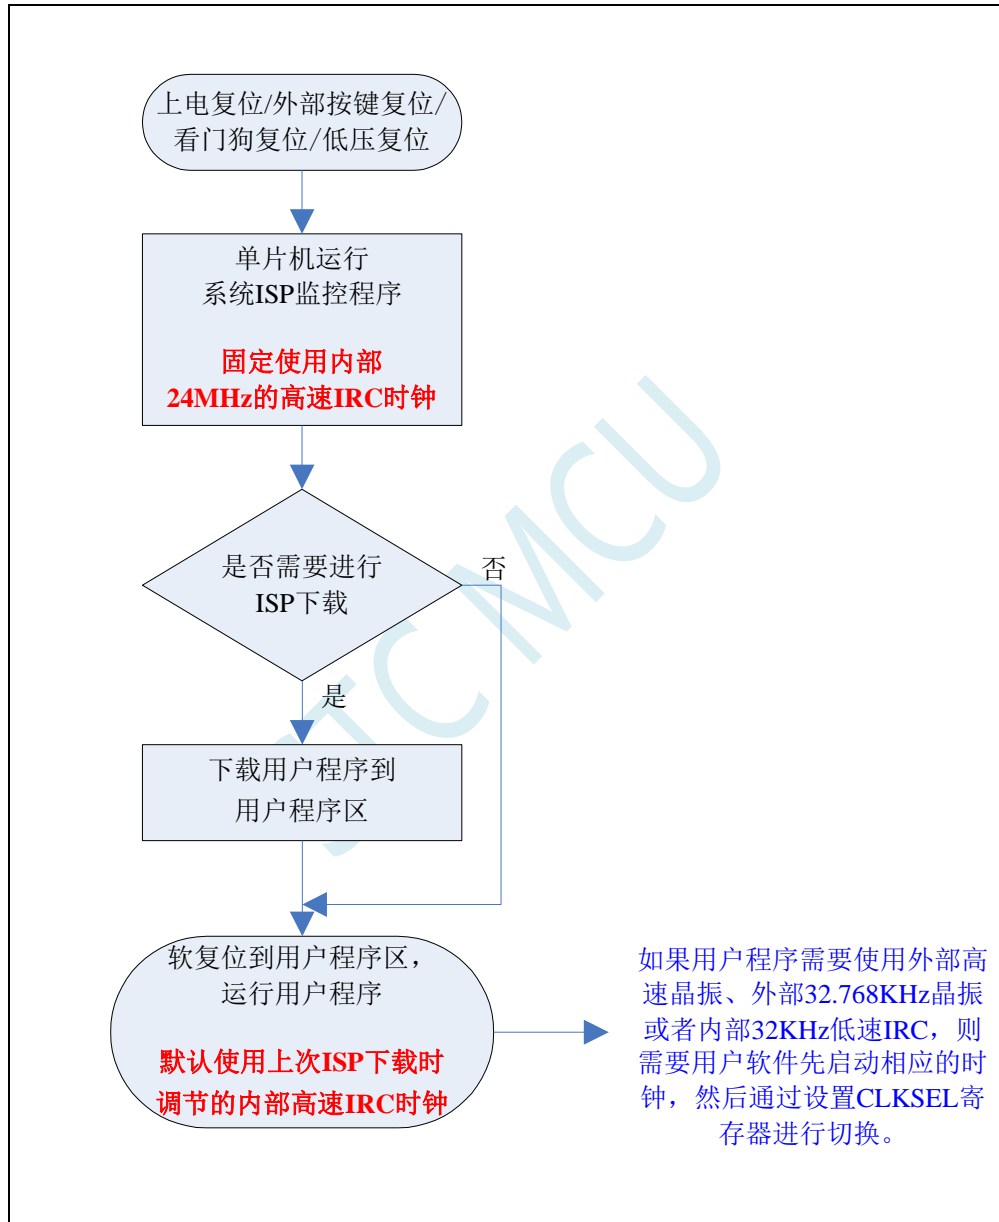 上电复位/外部按键复位/
看门狗复位/低压复位
单片机运行
系统ISP监控程序
固定使用内部
24MHz的高速IRC时钟
是否需要进行
ISP下载
否
是
下载用户程序到
用户程序区
软复位到用户程序区，
运行用户程序
默认使用上次ISP下载时
调节的内部高速IRC时钟
如果用户程序需要使用外部高
速晶振、外部32.768KHz晶振
或者内部32KHz低速IRC，则
需要用户软件先启动相应的时
钟，然后通过设置CLKSEL寄
存器进行切换。
STC MCU